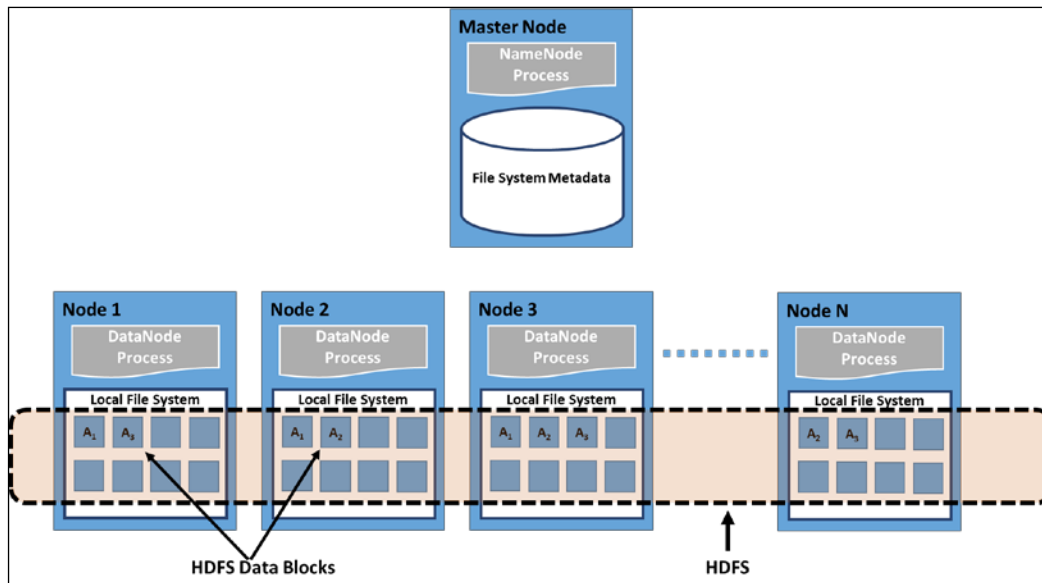 Master Node
NameNode
Process
File System Metadata
Node 1
DataNode
Process
Local File System
A₁ A₃
Node 2
DataNode
Process
Local File System
A₁ A₂
Node 3
DataNode
Process
Local File System
A₁ A₂ A₃
Node N
DataNode
Process
Local File System
A₂ A₃
HDFS Data Blocks
HDFS